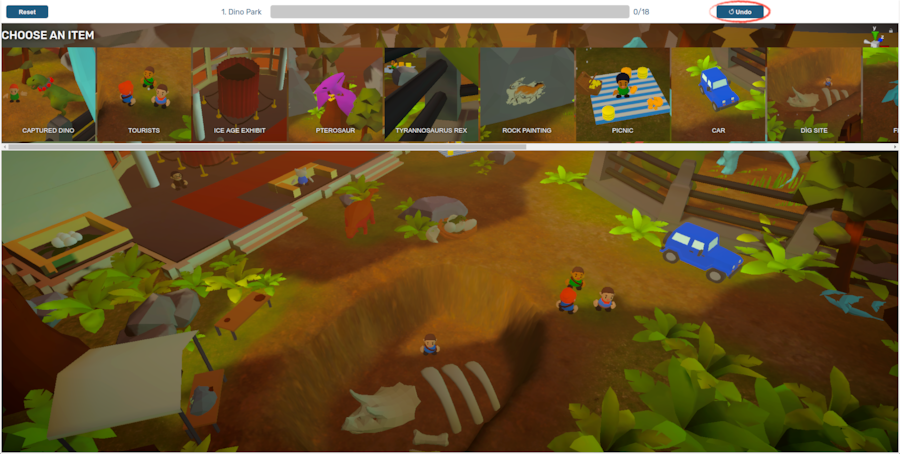 Reset
1. Dino Park
0/18
Undo
CHOOSE AN ITEM
CAPTURED DINO
TOURISTS
ICE AGE EXHIBIT
PTEROSAUR
TYRANNOSAURUS REX
ROCK PAINTING
PICNIC
CAR
DIG SITE